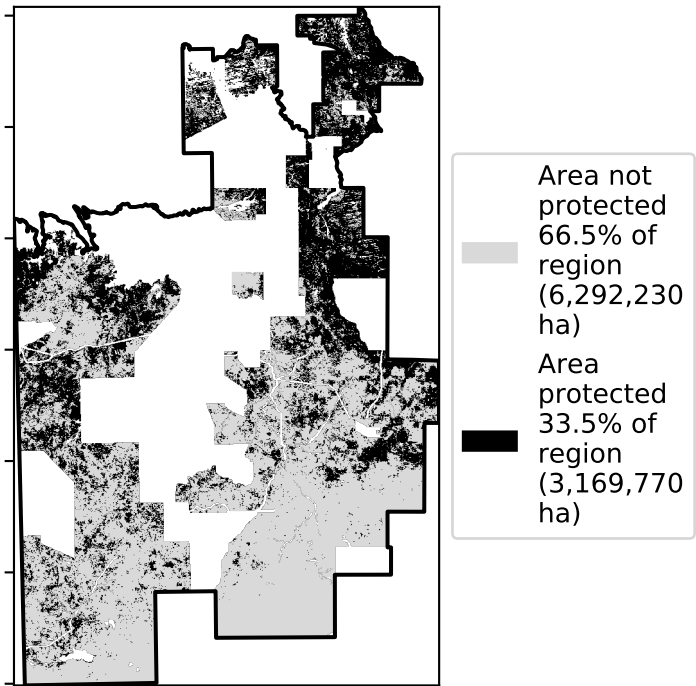 Area not
protected
66.5% of
region
(6,292,230
ha)
Area
protected
33.5% of
region
(3,169,770
ha)